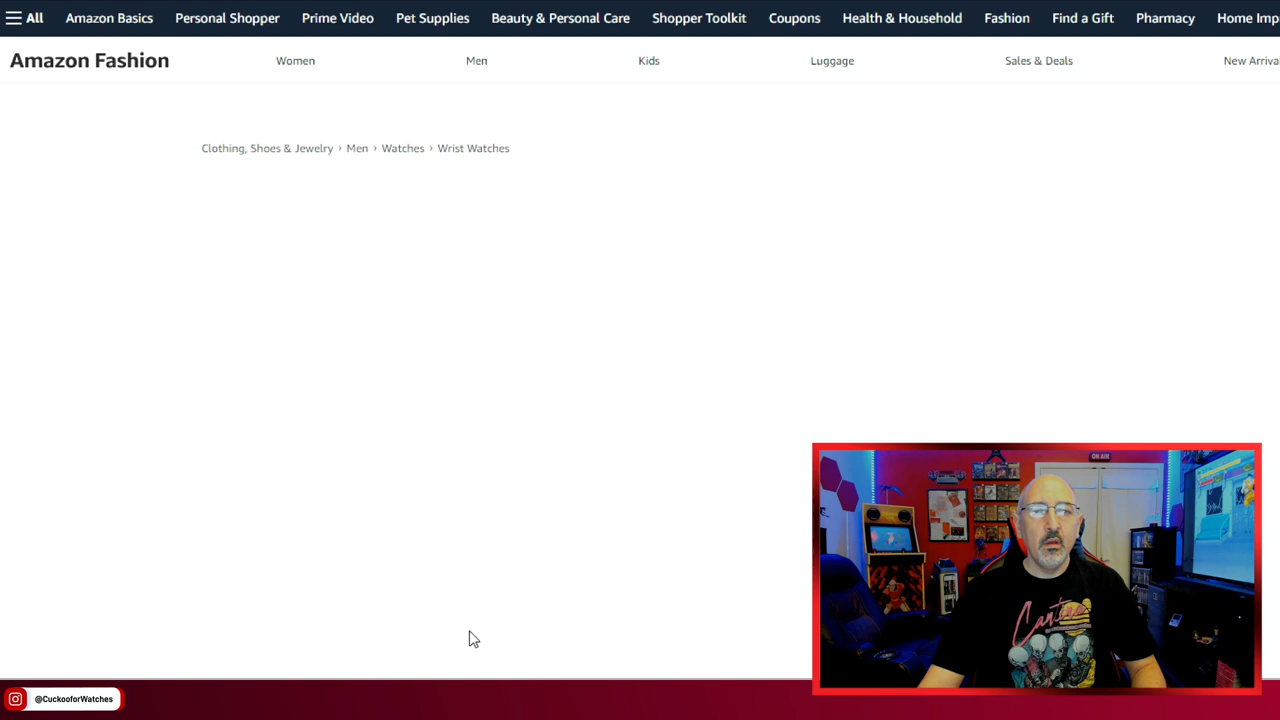 All Amazon Basics Personal Shopper Prime Video Pet Supplies Beauty & Personal Care Shopper Toolkit Coupons Health & Household Fashion Find a Gift Pharmacy Home Imp
Amazon Fashion Women Men Kids Luggage Sales & Deals New Arriva
Clothing, Shoes & Jewelry › Men › Watches › Wrist Watches
ON AIR
Cantina
@CuckooforWatches